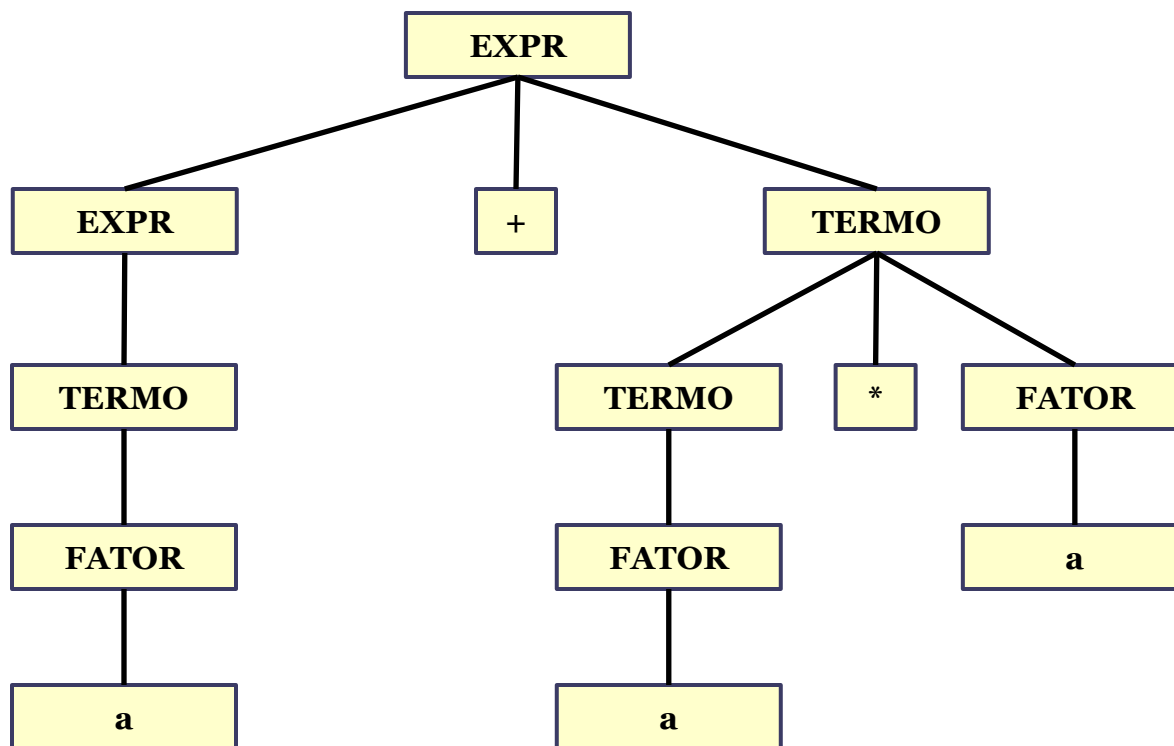 EXPR
EXPR + TERMO
TERMO TERMO * FATOR
FATOR FATOR a
a a